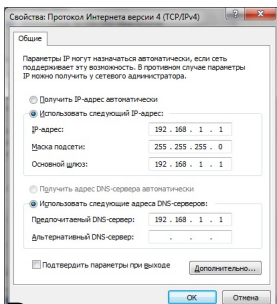 Свойства: Протокол Интернета версии 4 (TCP/IPv4)
Общие
Параметры IP могут назначаться автоматически, если сеть
поддерживает эту возможность. В противном случае параметры
IP можно получить у сетевого администратора.
Получить IP-адрес автоматически
Использовать следующий IP-адрес:
IP-адрес: 192 . 168 . 1 . 1
Маска подсети: 255 . 255 . 255 . 0
Основной шлюз: 192 . 168 . 1 . 1
Получить адрес DNS-сервера автоматически
Использовать следующие адреса DNS-серверов:
Предпочитаемый DNS-сервер: 192 . 168 . 1 . 1
Альтернативный DNS-сервер: . . .
Подтвердить параметры при выходе
Дополнительно...
ОК Отмена